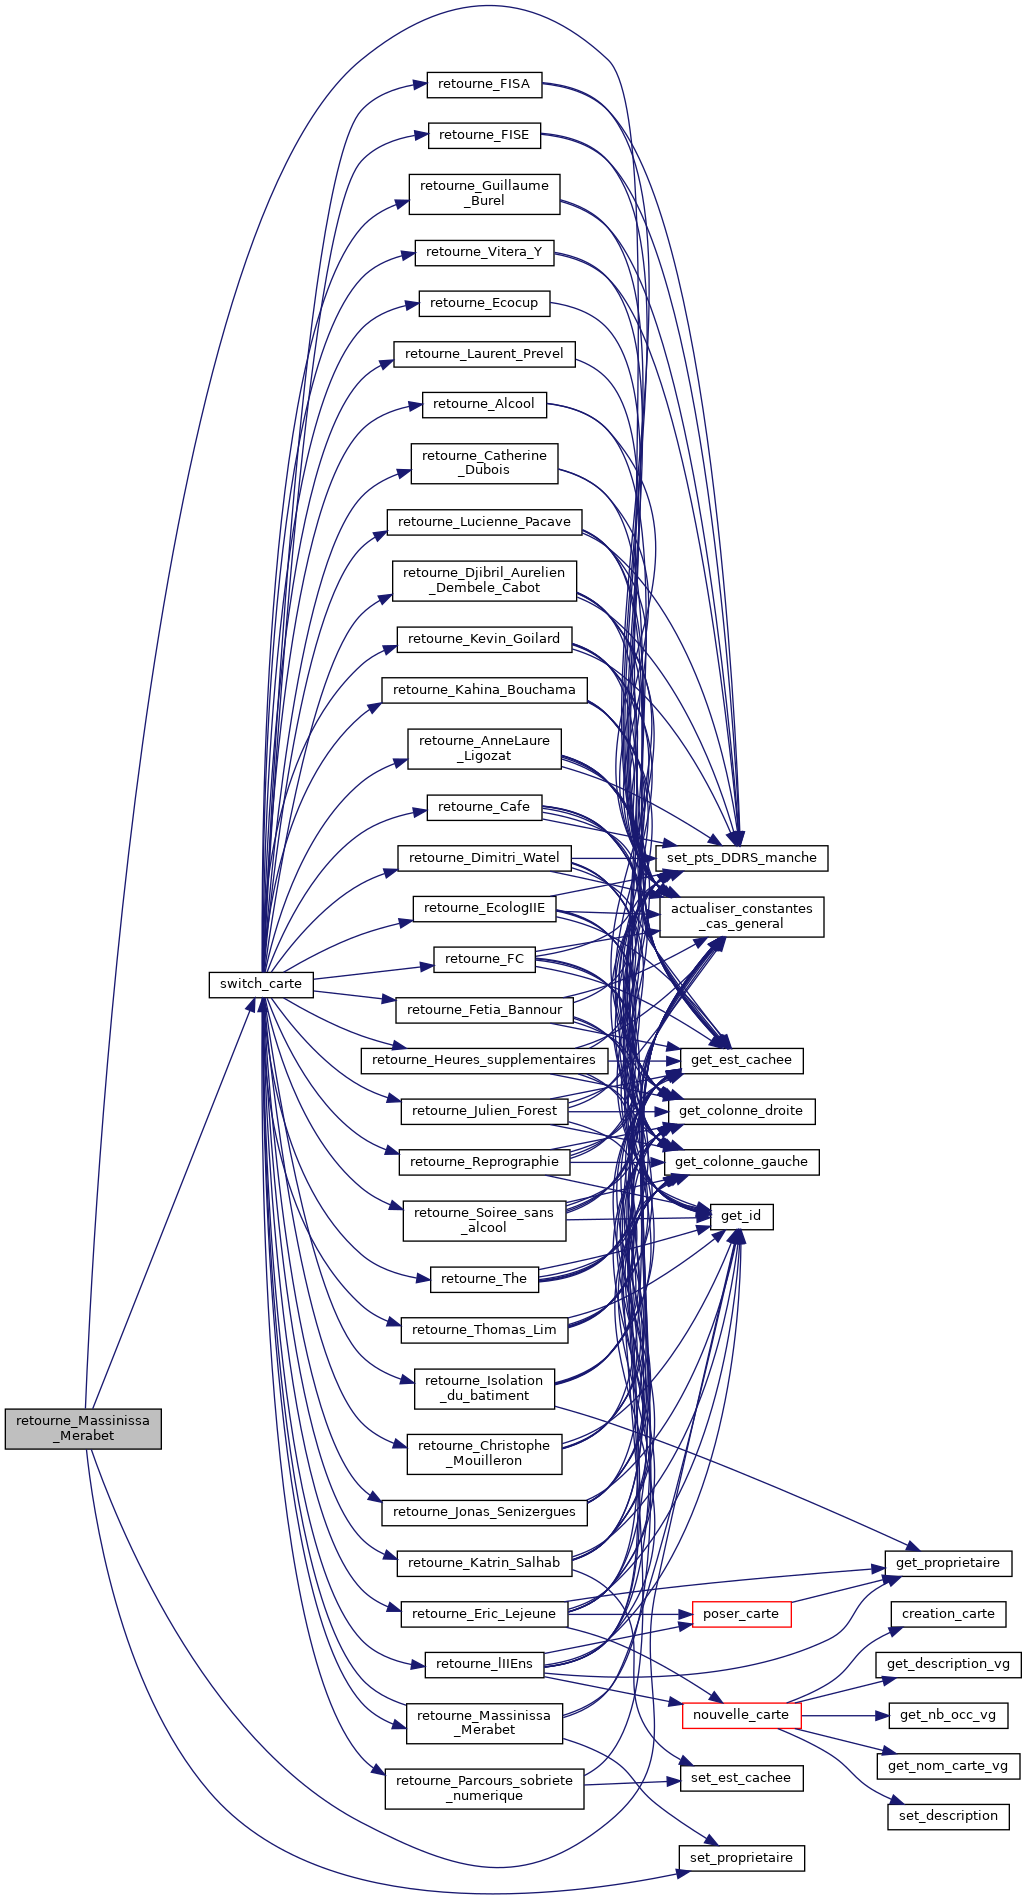 retourne_FISA
retourne_FISE
retourne_Guillaume
_Burel
retourne_Vitera_Y
retourne_Ecocup
retourne_Laurent_Prevel
retourne_Alcool
retourne_Catherine
_Dubois
retourne_Lucienne_Pacave
retourne_Djibril_Aurelien
_Dembele_Cabot
retourne_Kevin_Goilard
retourne_Kahina_Bouchama
retourne_AnneLaure
_Ligozat
retourne_Cafe
retourne_Dimitri_Watel
retourne_EcologIIE
retourne_FC
retourne_Fetia_Bannour
retourne_Heures_supplementaires
retourne_Julien_Forest
retourne_Reprographie
retourne_Soiree_sans
_alcool
retourne_The
retourne_Thomas_Lim
retourne_Isolation
_du_batiment
retourne_Christophe
_Mouilleron
retourne_Jonas_Senizergues
retourne_Katrin_Salhab
retourne_Eric_Lejeune
retourne_lIIEns
retourne_Massinissa
_Merabet
retourne_Parcours_sobriete
_numerique
switch_carte
retourne_Massinissa
_Merabet
set_pts_DDRS_manche
actualiser_constantes
_cas_general
get_est_cachee
get_colonne_droite
get_colonne_gauche
get_id
poser_carte
nouvelle_carte
set_est_cachee
set_proprietaire
get_proprietaire
creation_carte
get_description_vg
get_nb_occ_vg
get_nom_carte_vg
set_description